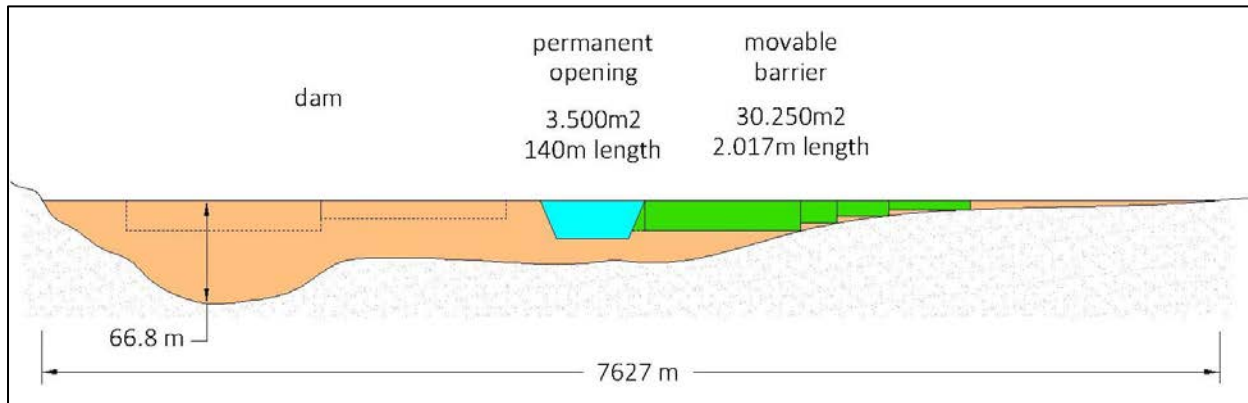 dam
permanent
opening
3.500m2
140m length
movable
barrier
30.250m2
2.017m length
66.8 m
7627 m